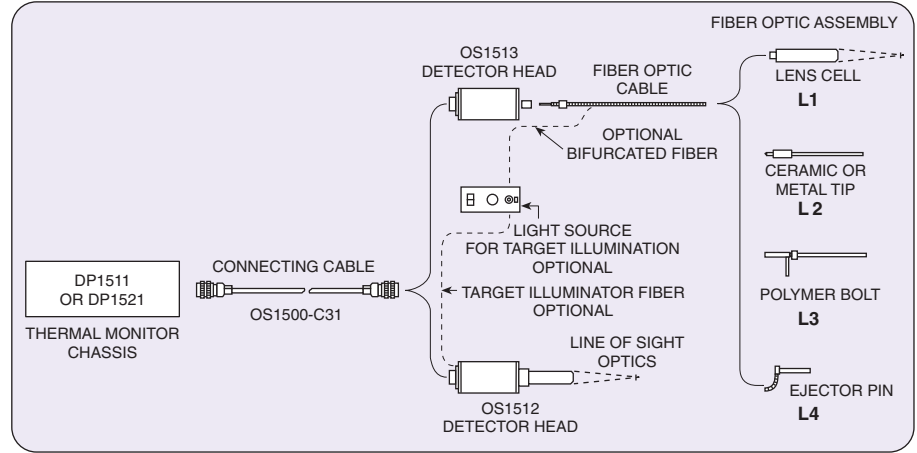 FIBER OPTIC ASSEMBLY
OS1513
DETECTOR HEAD
FIBER OPTIC
CABLE
LENS CELL
L1
OPTIONAL
BIFURCATED FIBER
CERAMIC OR
METAL TIP
L 2
LIGHT SOURCE
FOR TARGET ILLUMINATION
OPTIONAL
DP1511
OR DP1521
THERMAL MONITOR
CHASSIS
CONNECTING CABLE
OS1500-C31
TARGET ILLUMINATOR FIBER
OPTIONAL
POLYMER BOLT
L3
LINE OF SIGHT
OPTICS
OS1512
DETECTOR HEAD
EJECTOR PIN
L4